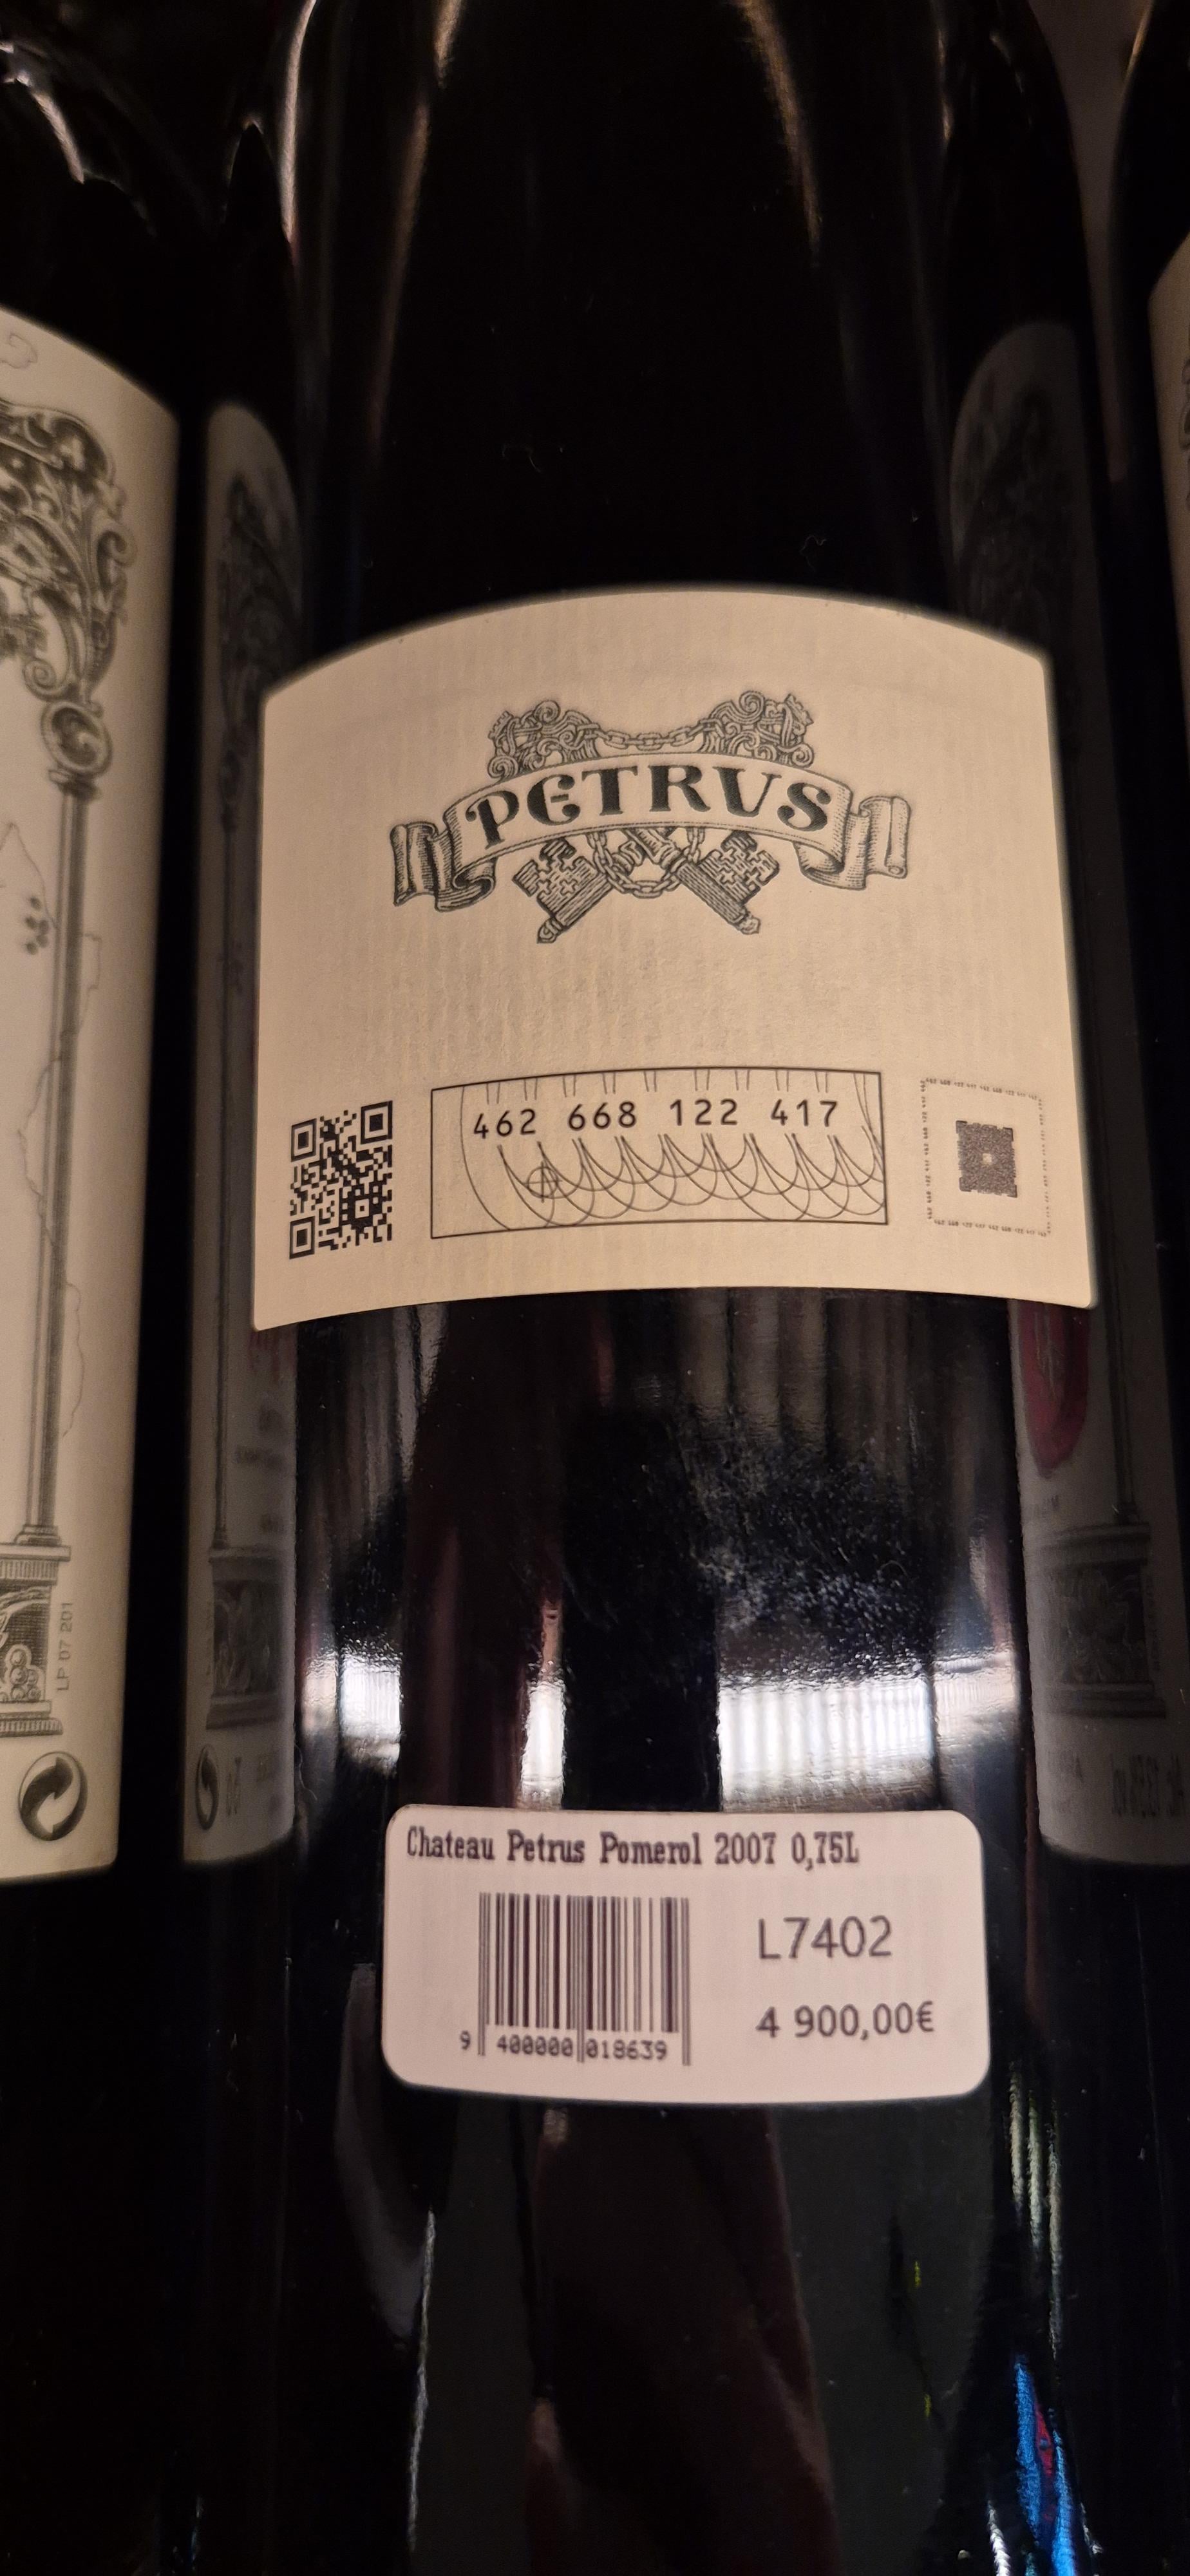 PETRUS
462 668 122 417
LP 07 201
Chateau Petrus Pomerol 2007 0,75L
L7402
4 900,00€
9 400000 018639